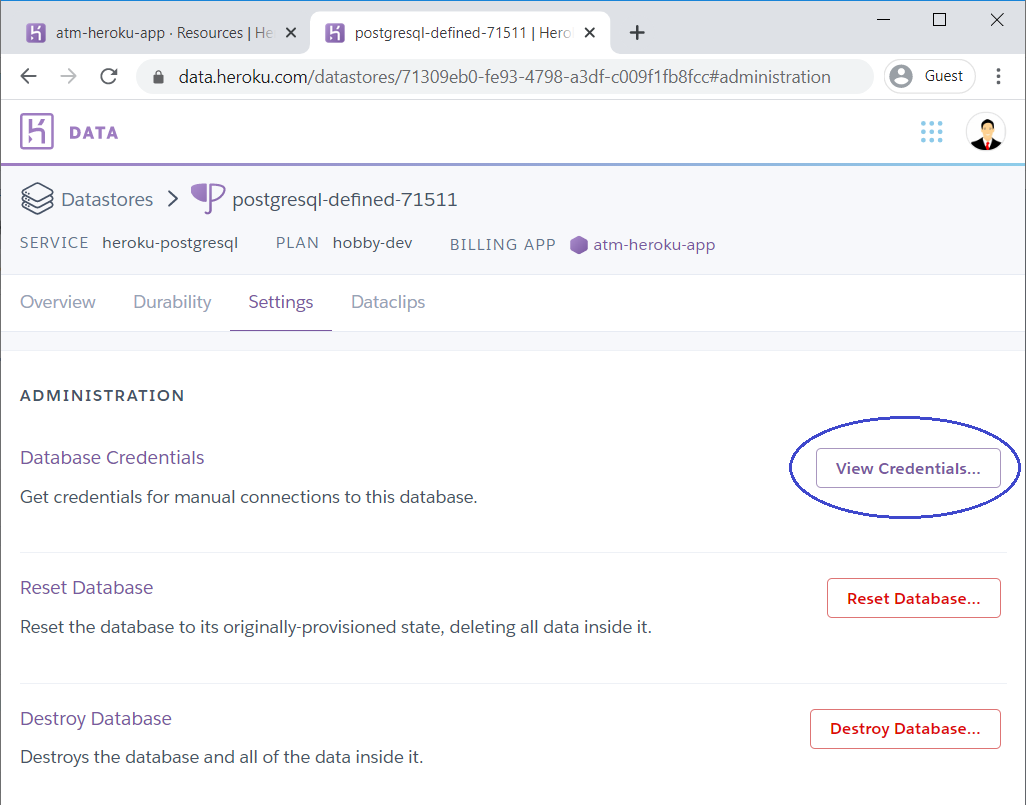 atm-heroku-app · Resources | He
postgresql-defined-71511 | Hero
data.heroku.com/datastores/71309eb0-fe93-4798-a3df-c009f1fb8fcc#administration
Guest
DATA
Datastores
postgresql-defined-71511
SERVICE heroku-postgresql PLAN hobby-dev BILLING APP atm-heroku-app
Overview Durability Settings Dataclips
ADMINISTRATION
Database Credentials
View Credentials...
Get credentials for manual connections to this database.
Reset Database
Reset Database...
Reset the database to its originally-provisioned state, deleting all data inside it.
Destroy Database
Destroy Database...
Destroys the database and all of the data inside it.